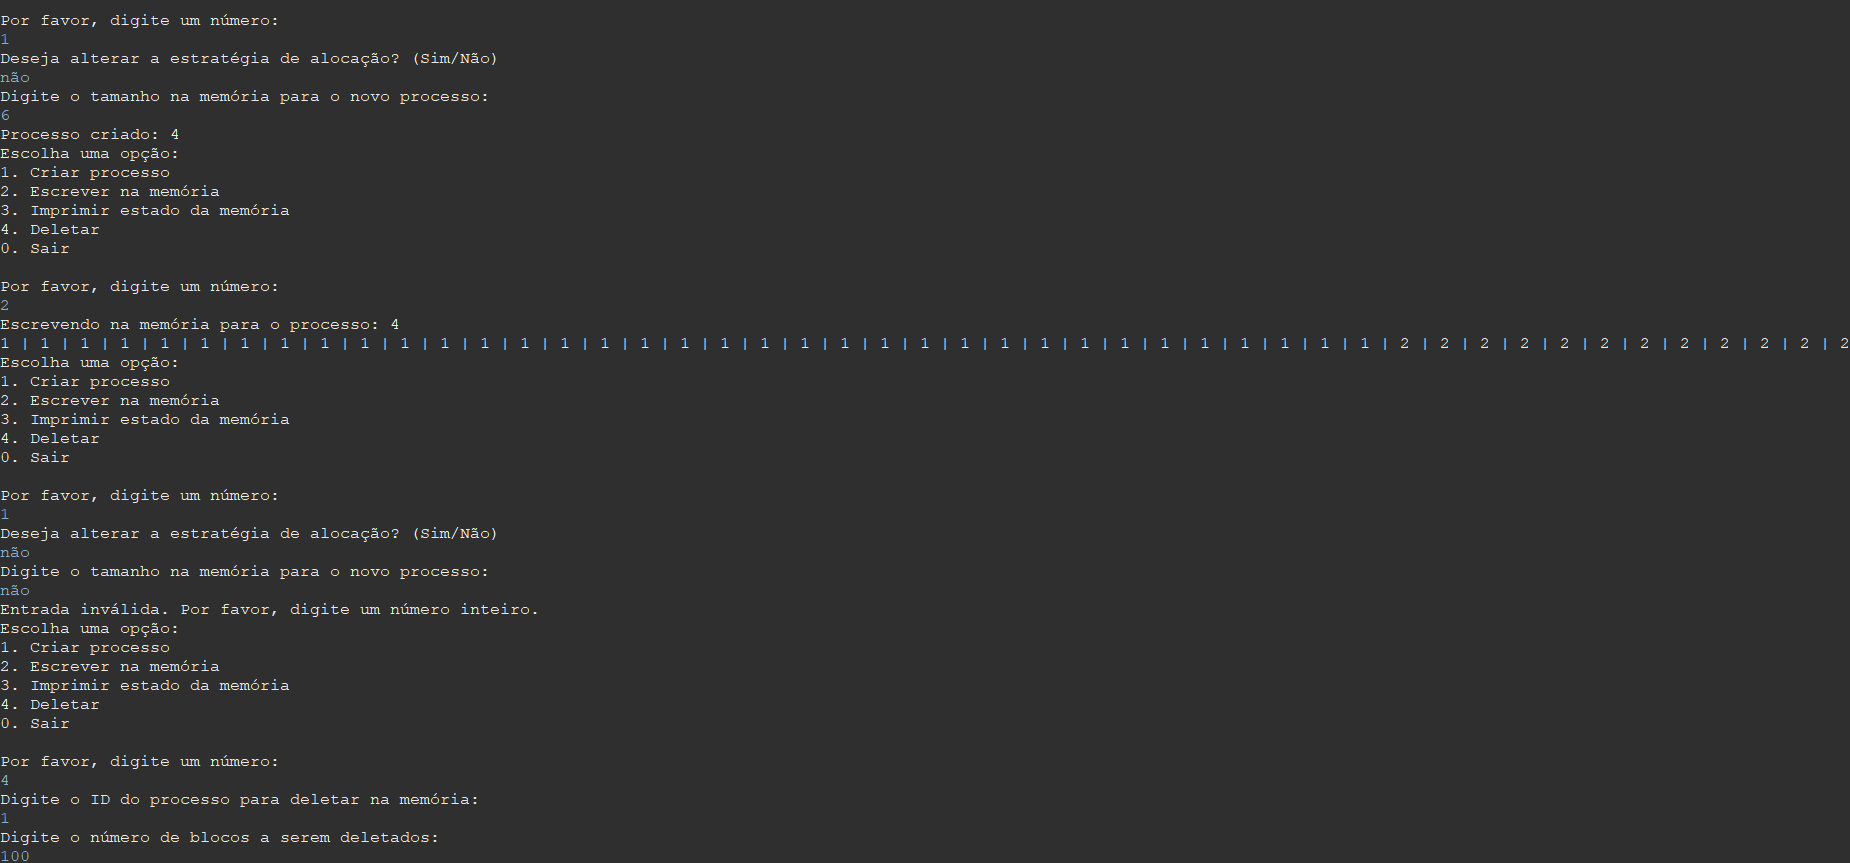 Por favor, digite um número:
1
Deseja alterar a estratégia de alocação? (Sim/Não)
não
Digite o tamanho na memória para o novo processo:
6
Processo criado: 4
Escolha uma opção:
1. Criar processo
2. Escrever na memória
3. Imprimir estado da memória
4. Deletar
0. Sair
Por favor, digite um número:
2
Escrevendo na memória para o processo: 4
1 | 1 | 1 | 1 | 1 | 1 | 1 | 1 | 1 | 1 | 1 | 1 | 1 | 1 | 1 | 1 | 1 | 1 | 1 | 1 | 1 | 1 | 1 | 1 | 1 | 1 | 1 | 1 | 1 | 1 | 1 | 1 | 1 | 1 | 1 | 2 | 2 | 2 | 2 | 2 | 2 | 2 | 2 | 2 | 2 | 2 | 2
Escolha uma opção:
1. Criar processo
2. Escrever na memória
3. Imprimir estado da memória
4. Deletar
0. Sair
Por favor, digite um número:
1
Deseja alterar a estratégia de alocação? (Sim/Não)
não
Digite o tamanho na memória para o novo processo:
não
Entrada inválida. Por favor, digite um número inteiro.
Escolha uma opção:
1. Criar processo
2. Escrever na memória
3. Imprimir estado da memória
4. Deletar
0. Sair
Por favor, digite um número:
4
Digite o ID do processo para deletar na memória:
1
Digite o número de blocos a serem deletados:
100